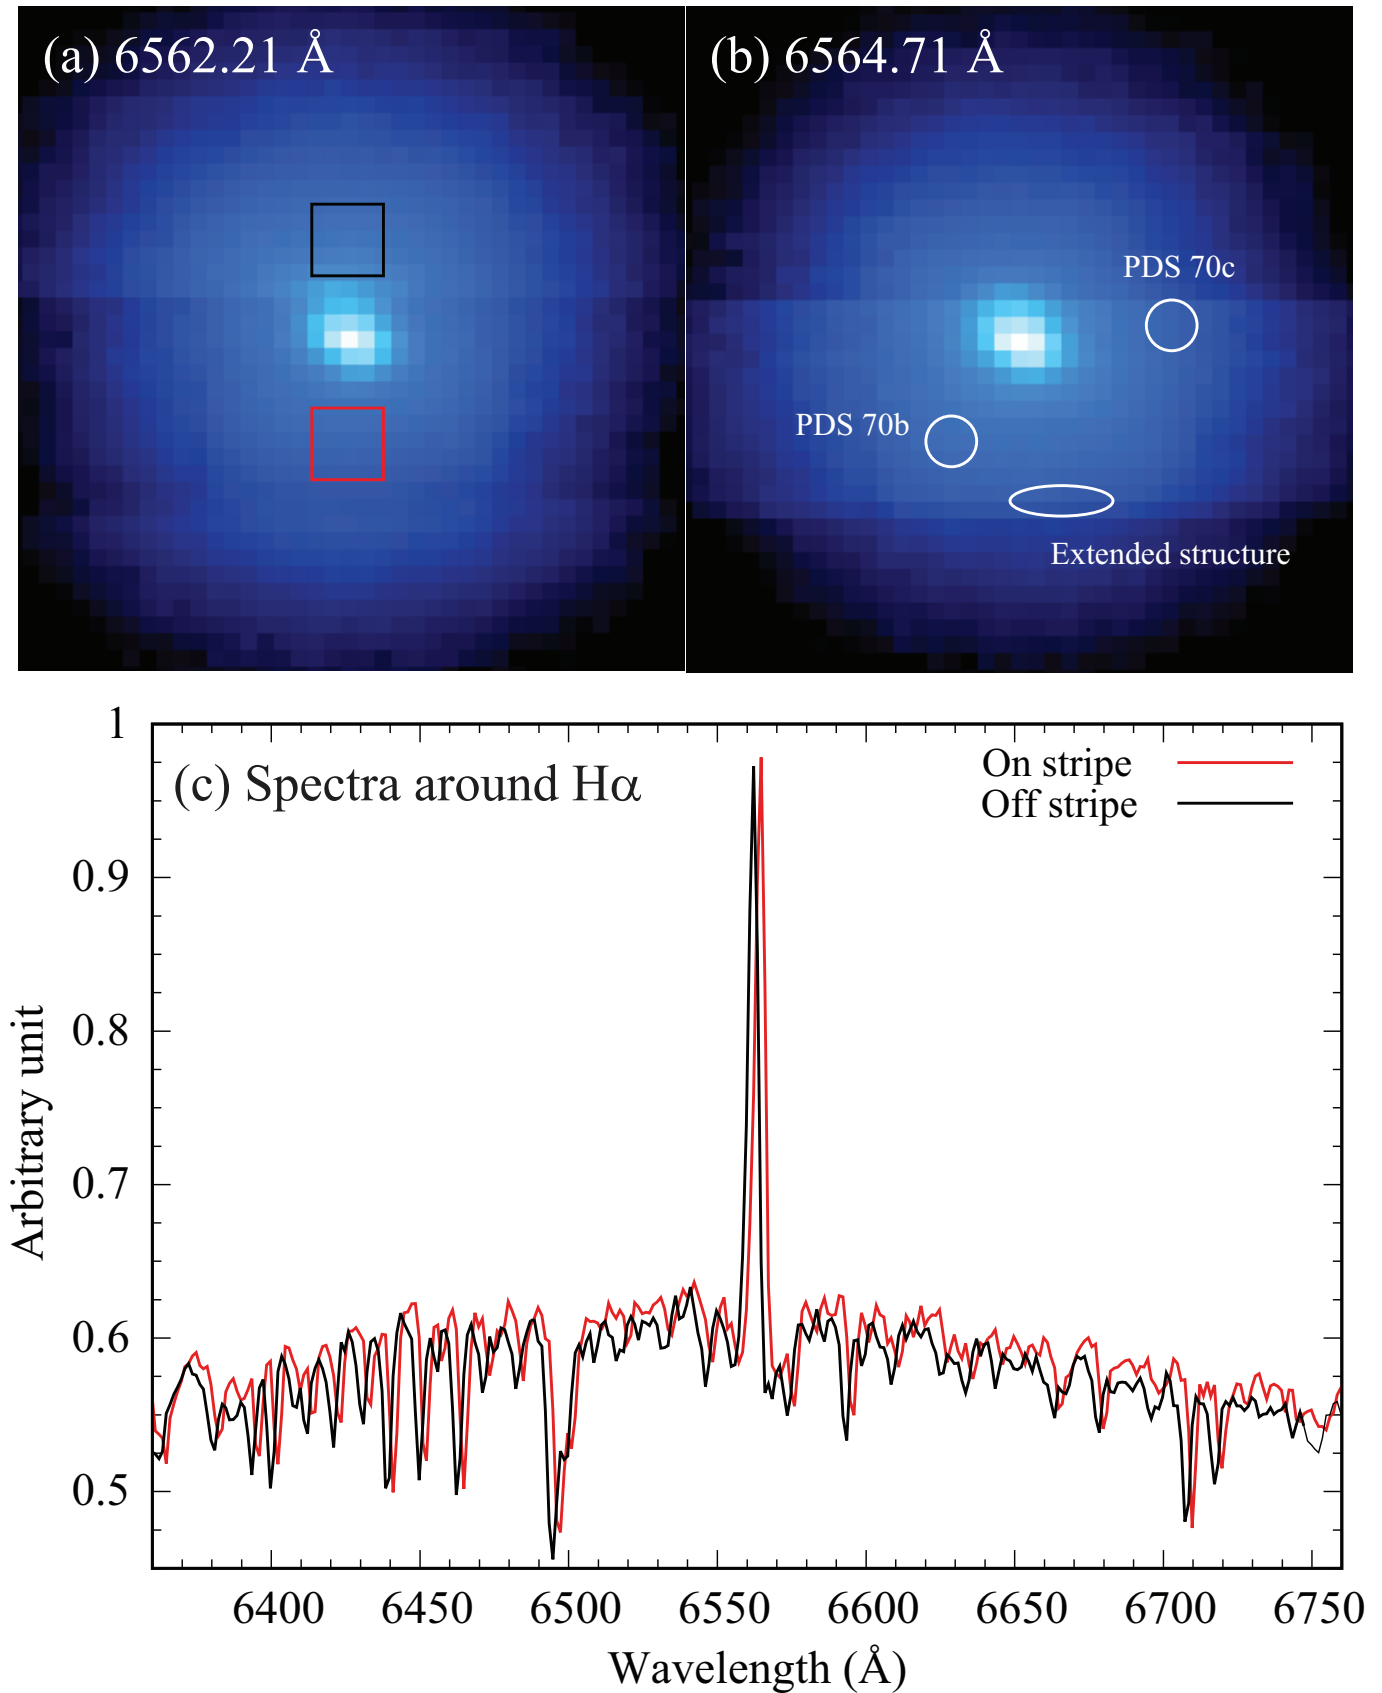 (a) 6562.21 Å
(b) 6564.71 Å
PDS 70c
PDS 70b
Extended structure
(c) Spectra around Hα
On stripe
Off stripe
1
0.9
0.8
0.7
0.6
0.5
Arbitrary unit
6400 6450 6500 6550 6600 6650 6700 6750
Wavelength (Å)